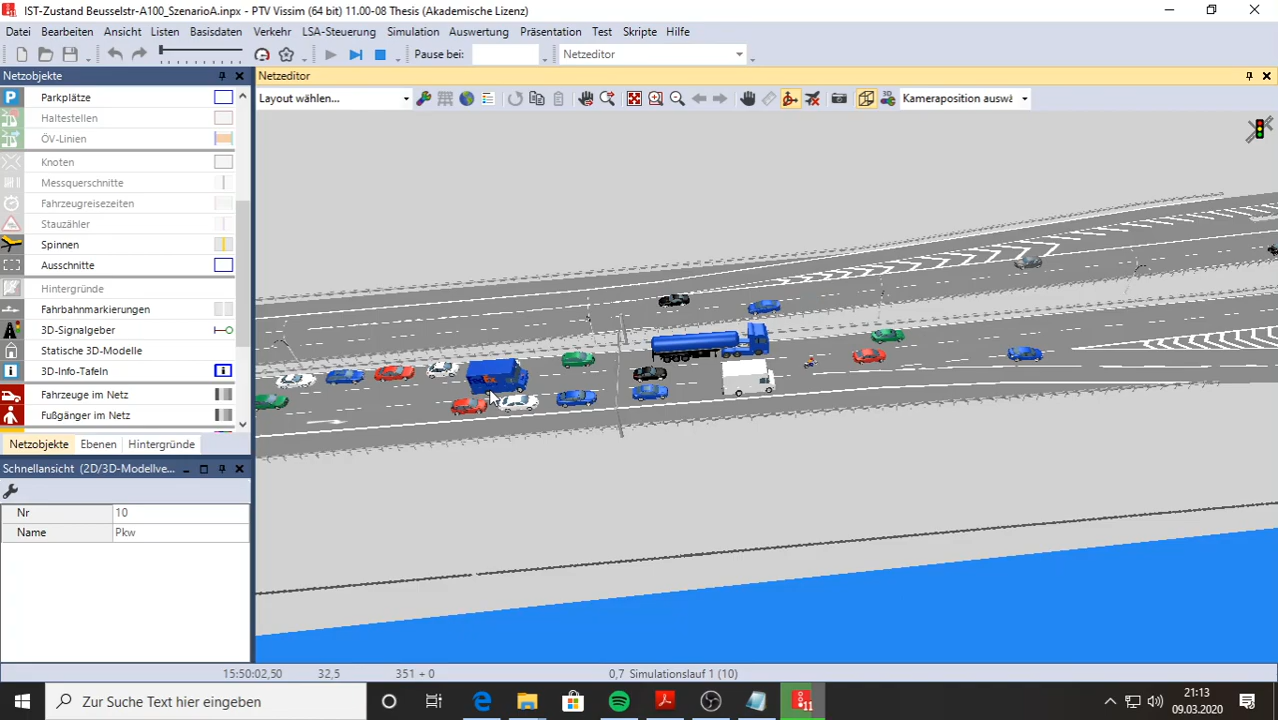 IST-Zustand Beusselstr-A100_SzenarioA.inpx - PTV Vissim (64 bit) 11.00-08 Thesis (Akademische Lizenz)
Datei Bearbeiten Ansicht Listen Basisdaten Verkehr LSA-Steuerung Simulation Auswertung Präsentation Test Skripte Hilfe
Pause bei: Netzeditor
Netzobjekte
Netzeditor
Layout wählen...
3D
Kameraposition auswä
P Parkplätze
Haltestellen
ÖV-Linien
Knoten
Messquerschnitte
Fahrzeugreisezeiten
Stauzähler
Spinnen
Ausschnitte
Hintergründe
Fahrbahnmarkierungen
3D-Signalgeber
Statische 3D-Modelle
3D-Info-Tafeln
Fahrzeuge im Netz
Fußgänger im Netz
Netzobjekte Ebenen Hintergründe
Schnellansicht (2D/3D-Modellve...
Nr 10
Name Pkw
15:50:02,50 32,5 351 + 0 0,7 Simulationslauf 1 (10)
Zur Suche Text hier eingeben
11
21:13
09.03.2020